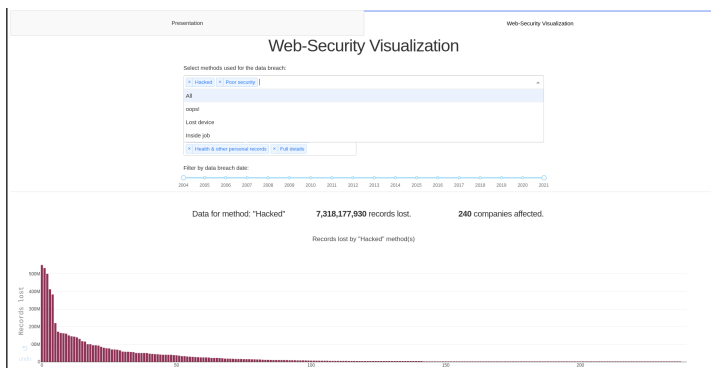 Presentation
Web-Security Visualization
Web-Security Visualization
Select methods used for the data breach:
× Hacked × Poor security
All
oops!
Lost device
Inside job
× Health & other personal records × Full details
Filter by data breach date:
2004 2005 2006 2007 2008 2009 2010 2011 2012 2013 2014 2015 2016 2017 2018 2019 2020 2021
Data for method: "Hacked" 7,318,177,930 records lost. 240 companies affected.
Records lost by "Hacked" method(s)
Records lost
500M
400M
300M
200M
00M
0
0 50 100 150 200